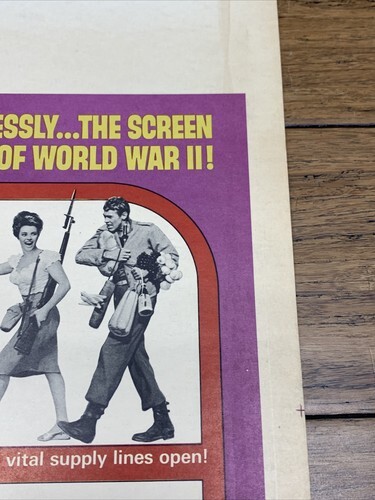 ESSLY...THE SCREEN
OF WORLD WAR II!
vital supply lines open!